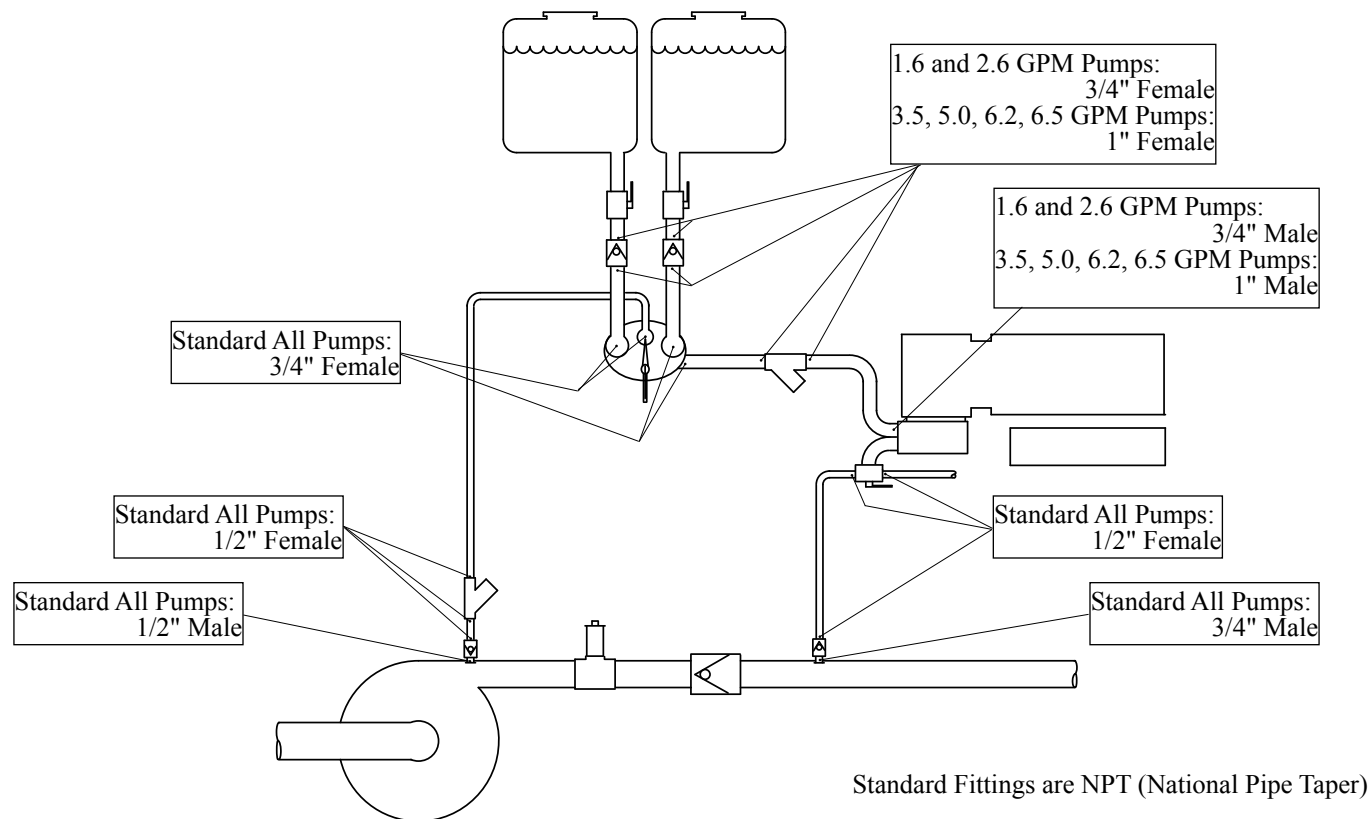 1.6 and 2.6 GPM Pumps:
3/4" Female
3.5, 5.0, 6.2, 6.5 GPM Pumps:
1" Female
1.6 and 2.6 GPM Pumps:
3/4" Male
3.5, 5.0, 6.2, 6.5 GPM Pumps:
1" Male
Standard All Pumps:
3/4" Female
Standard All Pumps:
1/2" Female
Standard All Pumps:
1/2" Female
Standard All Pumps:
1/2" Male
Standard All Pumps:
3/4" Male
Standard Fittings are NPT (National Pipe Taper)